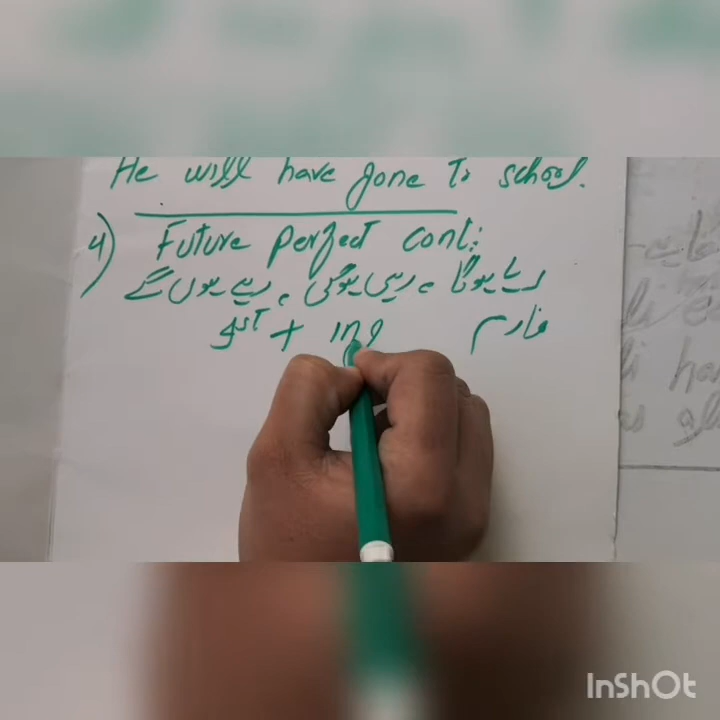 He will have gone to school.
4) Future perfect cont:
رہا ہوگا۔ رہی ہوگی۔ رہے ہوں گے
فارم 1st + ing
InShOt